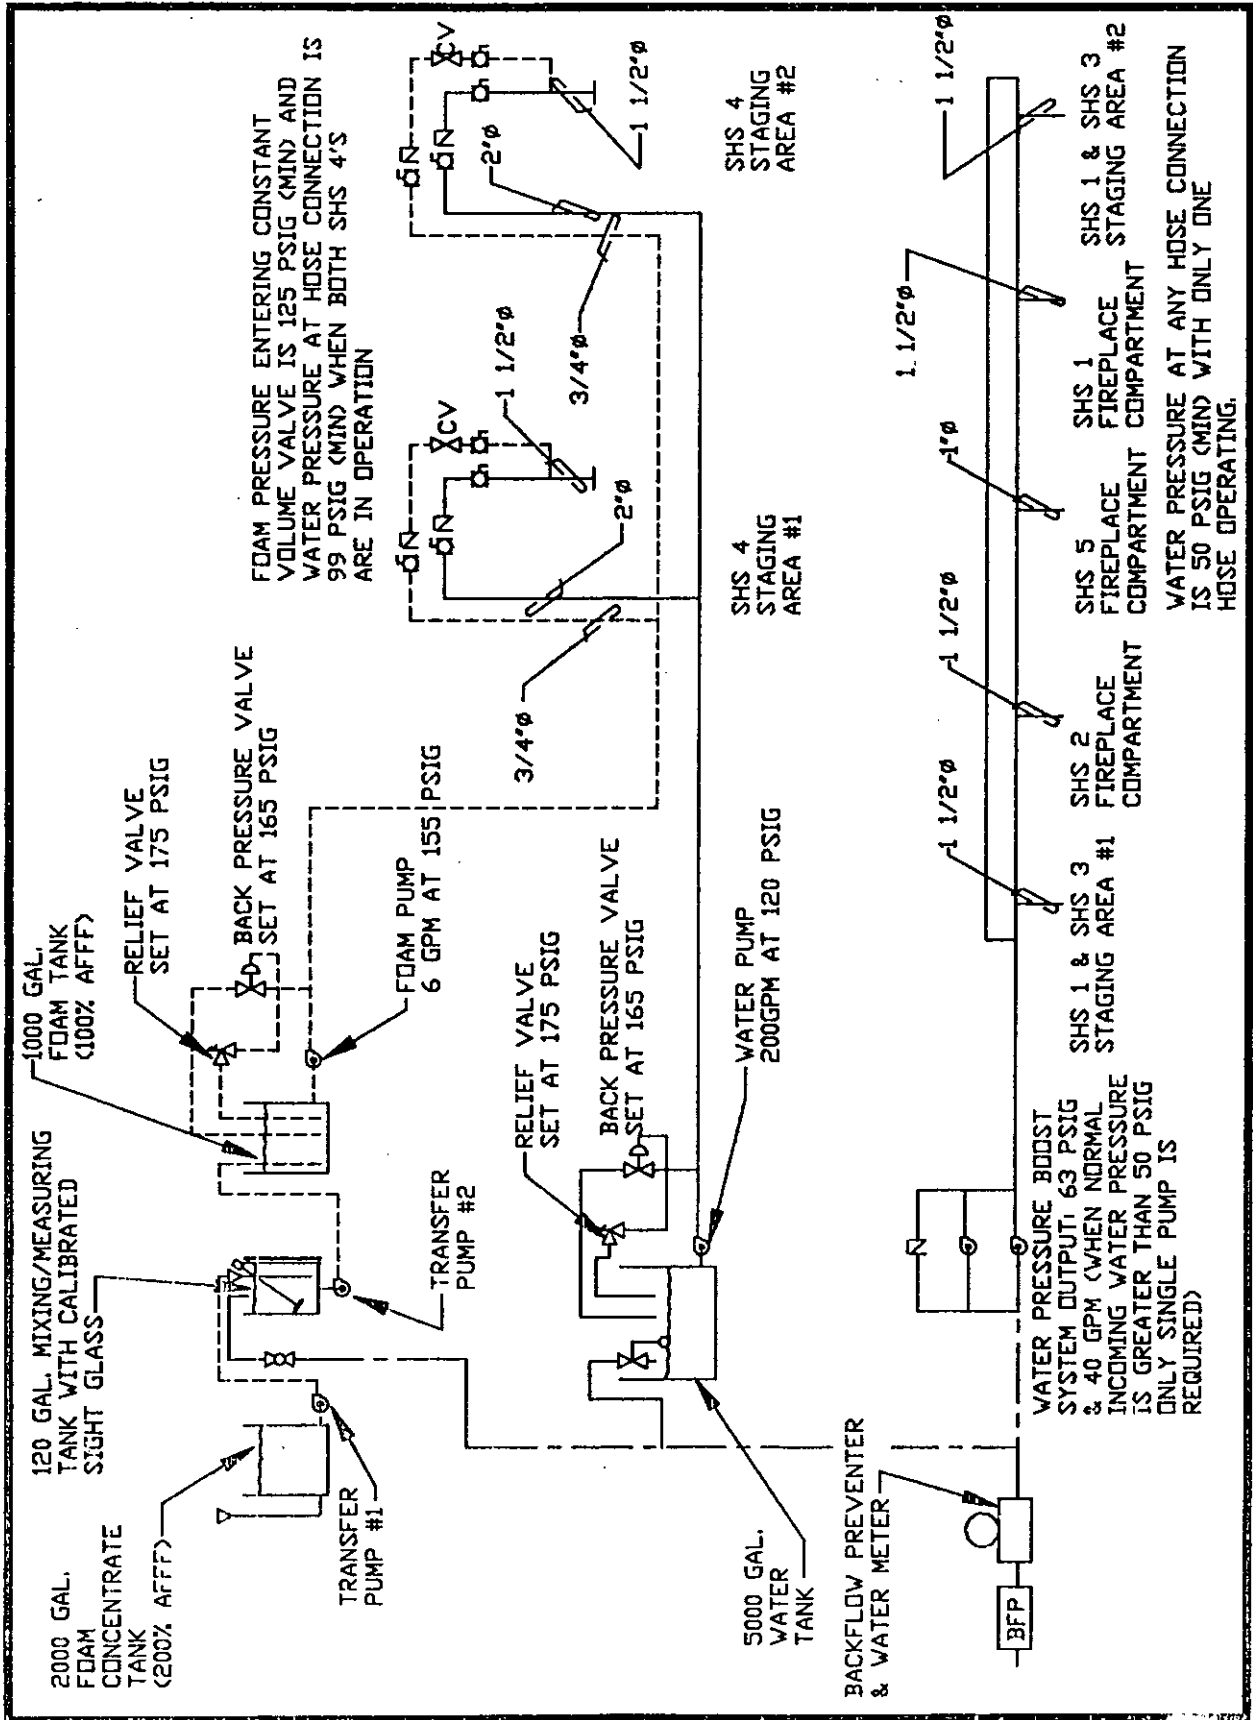 2000 GAL.
FOAM
CONCENTRATE
TANK
(200% AFFF)
120 GAL. MIXING/MEASURING
TANK WITH CALIBRATED
SIGHT GLASS
1000 GAL.
FOAM TANK
(100% AFFF)
RELIEF VALVE
SET AT 175 PSIG
BACK PRESSURE VALVE
SET AT 165 PSIG
FOAM PRESSURE ENTERING CONSTANT
VOLUME VALVE IS 125 PSIG (MIN) AND
WATER PRESSURE AT HOSE CONNECTION IS
99 PSIG (MIN) WHEN BOTH SHS 4'S
ARE IN OPERATION
TRANSFER
PUMP #1
TRANSFER
PUMP #2
FOAM PUMP
6 GPM AT 155 PSIG
3/4"ø
2"ø
1 1/2"ø
CV
3/4"ø
2"ø
1 1/2"ø
CV
RELIEF VALVE
SET AT 175 PSIG
BACK PRESSURE VALVE
SET AT 165 PSIG
WATER PUMP
200GPM AT 120 PSIG
SHS 4
STAGING
AREA #1
SHS 4
STAGING
AREA #2
5000 GAL.
WATER
TANK
BACKFLOW PREVENTER
& WATER METER
BFP
WATER PRESSURE BOOST
SYSTEM OUTPUT: 63 PSIG
& 40 GPM (WHEN NORMAL
INCOMING WATER PRESSURE
IS GREATER THAN 50 PSIG
ONLY SINGLE PUMP IS
REQUIRED)
1 1/2"ø
1 1/2"ø
1"ø
1 1/2"ø
1 1/2"ø
SHS 1 & SHS 3
STAGING AREA #1
SHS 2
FIREPLACE
COMPARTMENT
SHS 5
FIREPLACE
COMPARTMENT
SHS 1
FIREPLACE
COMPARTMENT
SHS 1 & SHS 3
STAGING AREA #2
WATER PRESSURE AT ANY HOSE CONNECTION
IS 50 PSIG (MIN) WITH ONLY ONE
HOSE OPERATING.